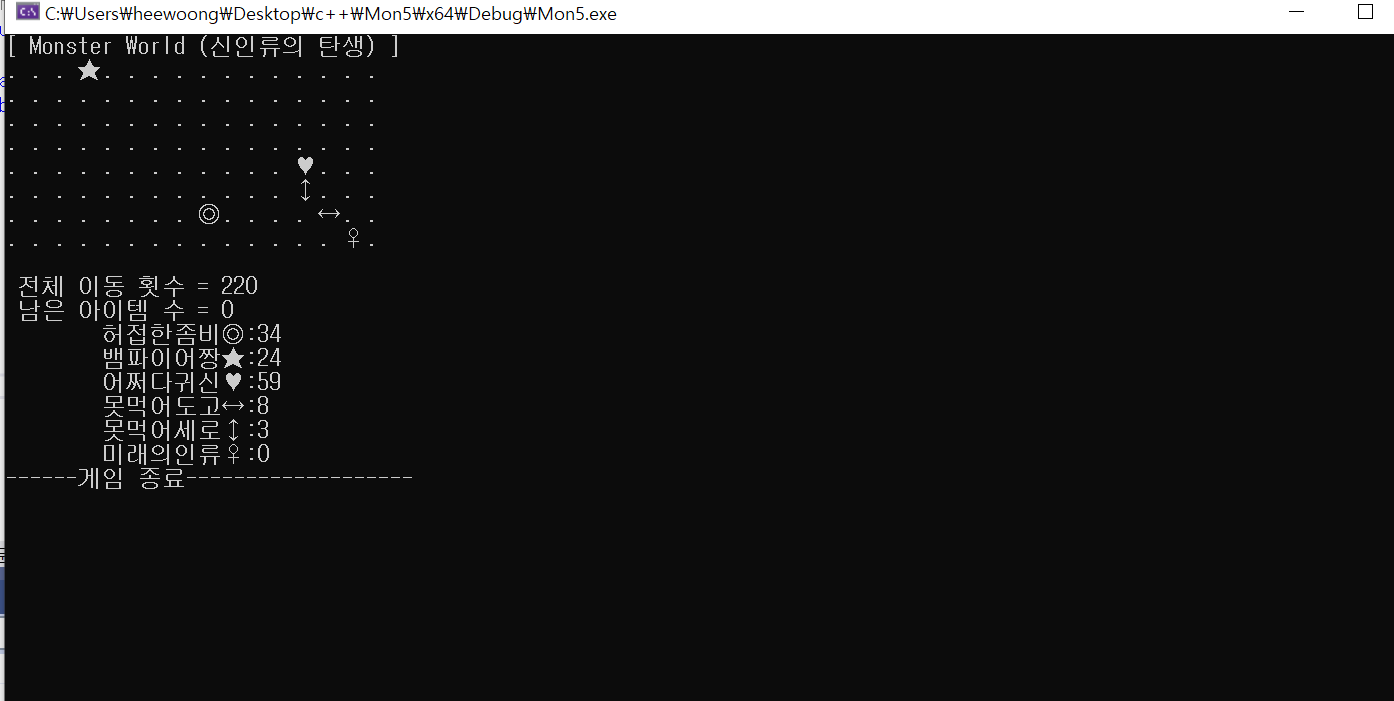 C:\Users\heewoong\Desktop\c++\Mon5\x64\Debug\Mon5.exe
[ Monster World (신인류의 탄생) ]
. . . ★. . . . . . . . . . . .
. . . . . . . . . . . . . . . .
. . . . . . . . . . . . . . . .
. . . . . . . . . . . . . . . .
. . . . . . . . . . . . ♥. . .
. . . . . . . . . . . . ↕. . .
. . . . . . . . ◎. . . . ↔. .
. . . . . . . . . . . . . . ♀.
전체 이동 횟수 = 220
남은 아이템 수 = 0
허접한좀비◎:34
뱀파이어짱★:24
어쩌다귀신♥:59
못먹어도고↔:8
못먹어세로↕:3
미래의인류♀:0
------게임 종료-------------------